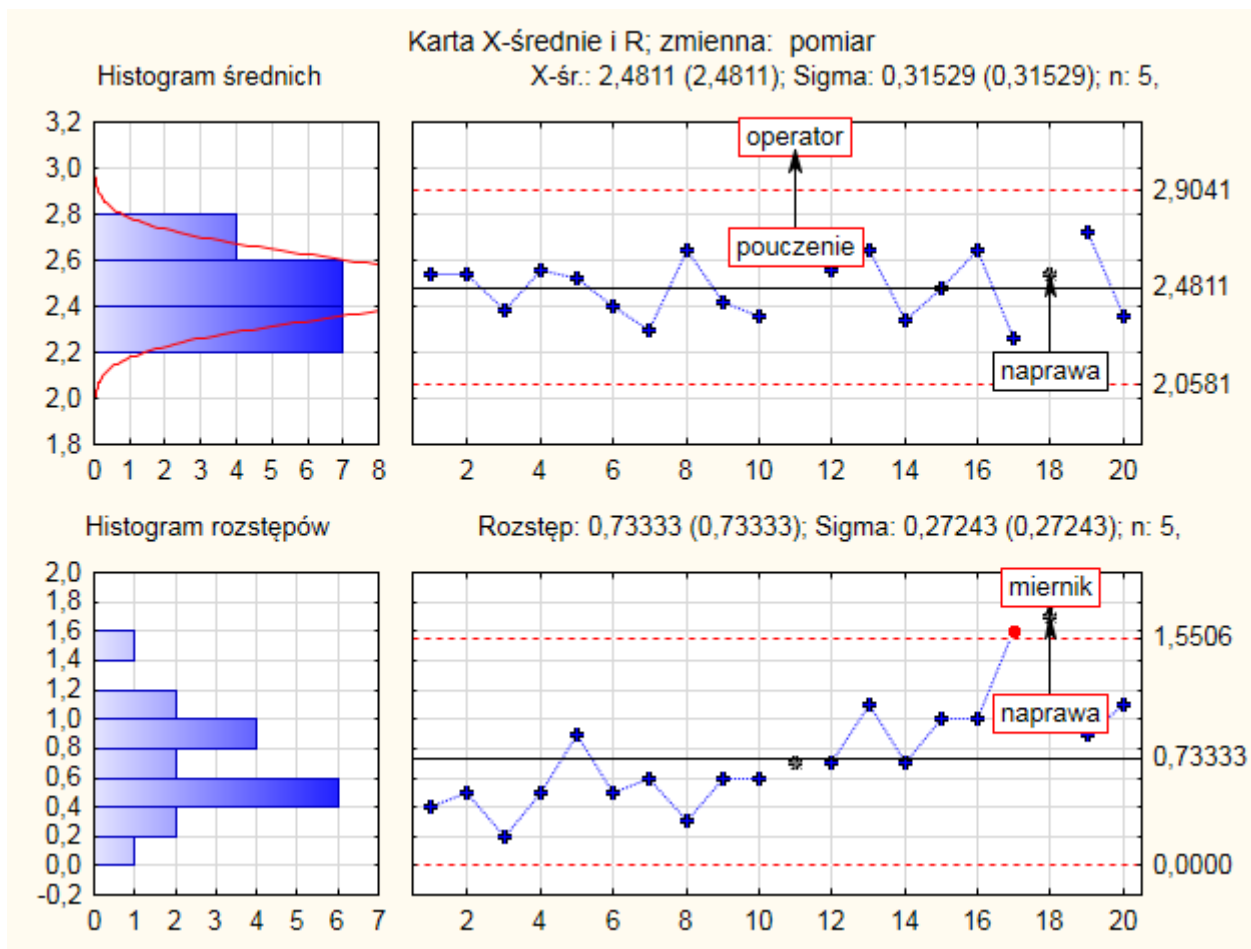 Karta X-średnie i R; zmienna:  pomiar
Histogram średnich
X-śr.: 2,4811 (2,4811); Sigma: 0,31529 (0,31529); n: 5,
3,2
3,0
2,8
2,6
2,4
2,2
2,0
1,8
0 1 2 3 4 5 6 7 8
operator
pouczenie
naprawa
2,9041
2,4811
2,0581
2 4 6 8 10 12 14 16 18 20
Histogram rozstępów
Rozstęp: 0,73333 (0,73333); Sigma: 0,27243 (0,27243); n: 5,
2,0
1,8
1,6
1,4
1,2
1,0
0,8
0,6
0,4
0,2
0,0
-0,2
0 1 2 3 4 5 6 7
miernik
naprawa
1,5506
0,73333
0,0000
2 4 6 8 10 12 14 16 18 20